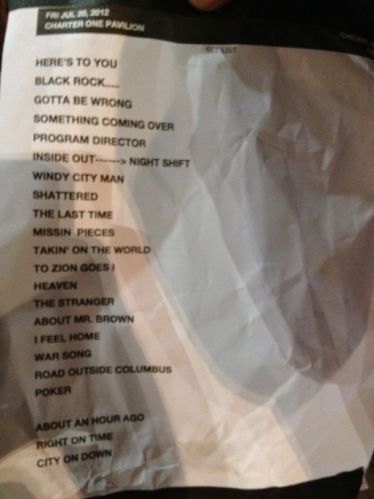 FRI JUL 20, 2012
CHARTER ONE PAVILION
SET LIST
HERE'S TO YOU
BLACK ROCK.....
GOTTA BE WRONG
SOMETHING COMING OVER
PROGRAM DIRECTOR
INSIDE OUT------> NIGHT SHIFT
WINDY CITY MAN
SHATTERED
THE LAST TIME
MISSIN PIECES
TAKIN' ON THE WORLD
TO ZION GOES I
HEAVEN
THE STRANGER
ABOUT MR. BROWN
I FEEL HOME
WAR SONG
ROAD OUTSIDE COLUMBUS
POKER
ABOUT AN HOUR AGO
RIGHT ON TIME
CITY ON DOWN